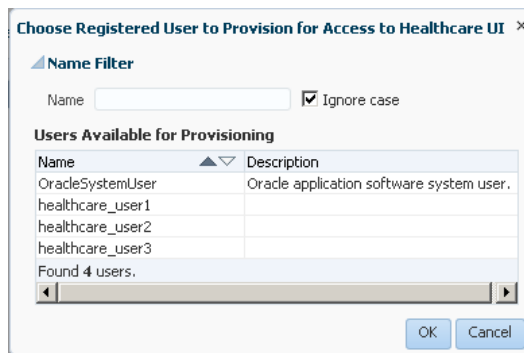 Choose Registered User to Provision for Access to Healthcare UI
Name Filter
Name Ignore case
Users Available for Provisioning
Name Description
OracleSystemUser Oracle application software system user.
healthcare_user1
healthcare_user2
healthcare_user3
Found 4 users.
OK Cancel